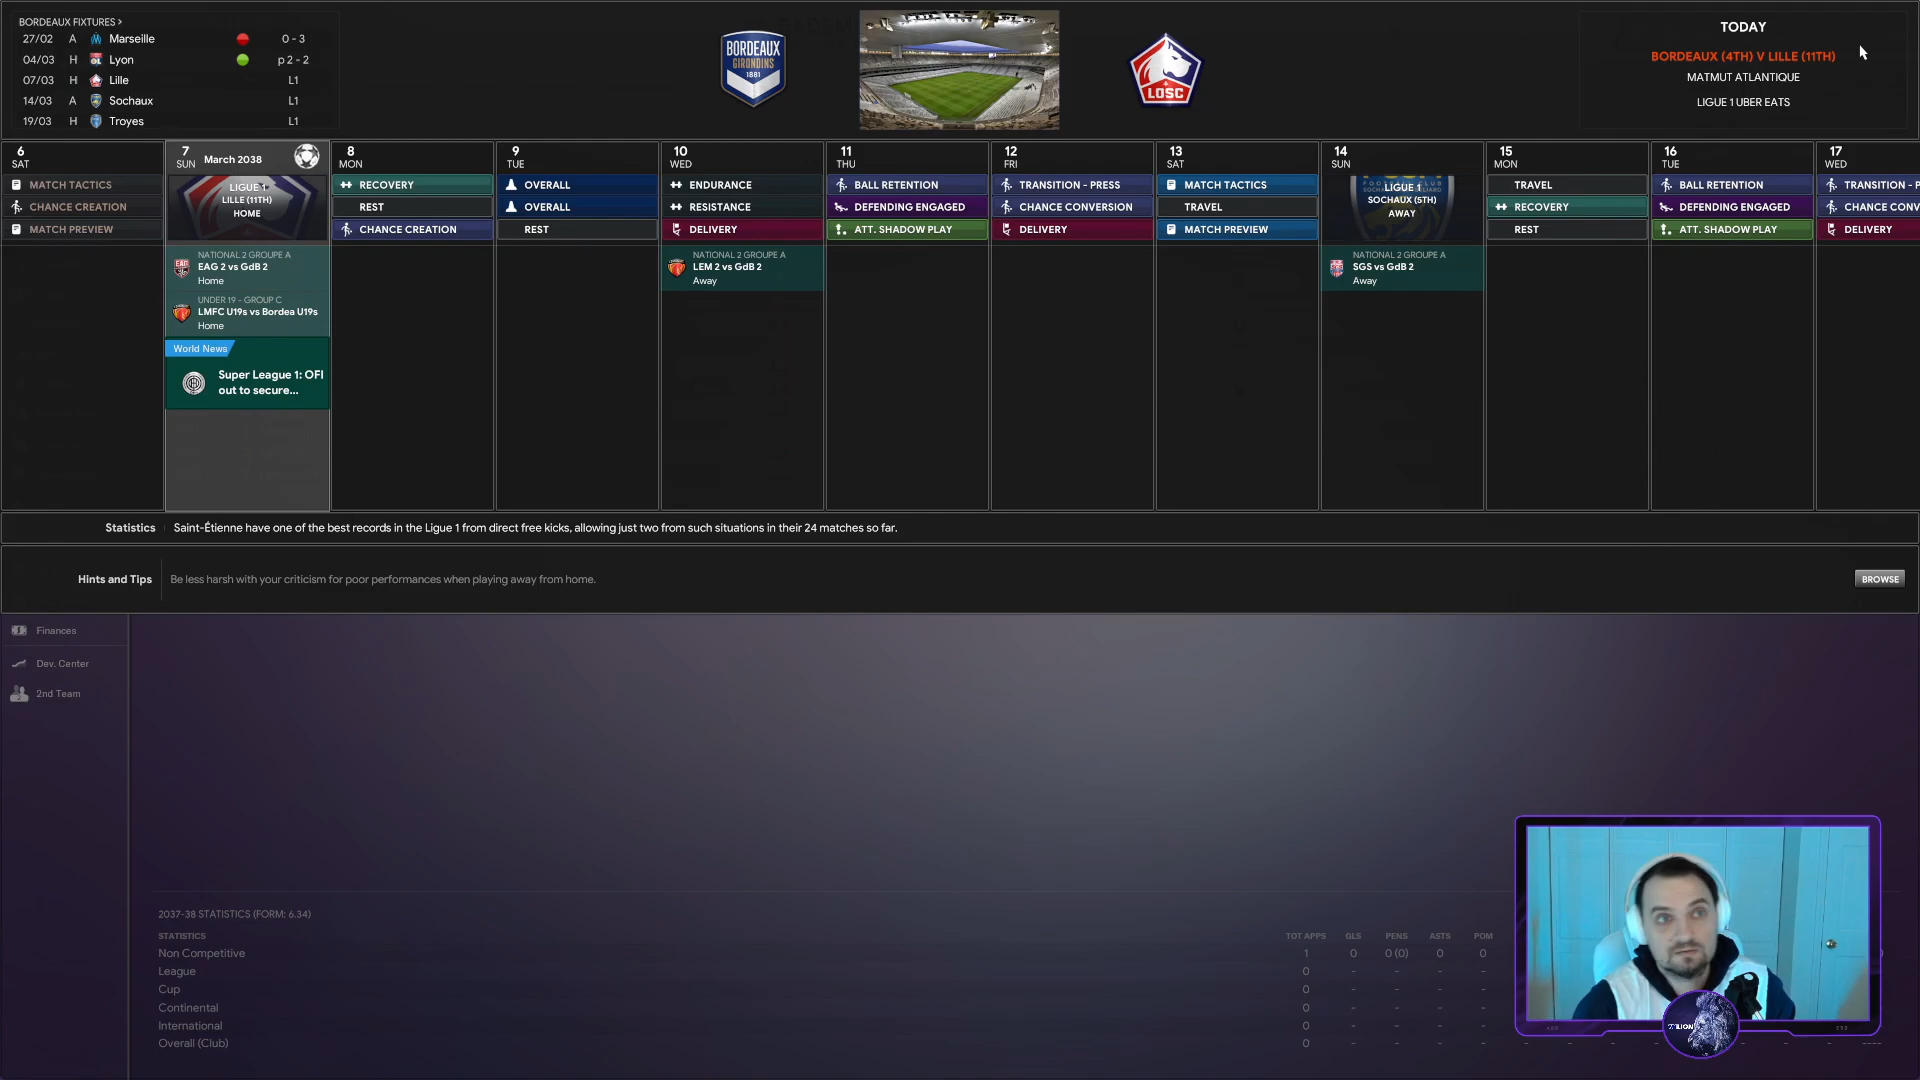 BORDEAUX FIXTURES >
27/02 A Marseille 0 - 3
04/03 H Lyon p 2 - 2
07/03 H Lille L1
14/03 A Sochaux L1
19/03 H Troyes L1
BORDEAUX
GIRONDINS
1881
LOSC
TODAY
BORDEAUX (4TH) V LILLE (11TH)
MATMUT ATLANTIQUE
LIGUE 1 UBER EATS
6
SAT
MATCH TACTICS
CHANCE CREATION
MATCH PREVIEW
7
SUN March 2038
LIGUE 1
LILLE (11TH)
HOME
NATIONAL 2 GROUPE A
EAG 2 vs GdB 2
Home
UNDER 19 - GROUP C
LMFC U19s vs Bordea U19s
Home
World News
Super League 1: OFI
out to secure...
8
MON
RECOVERY
REST
CHANCE CREATION
9
TUE
OVERALL
OVERALL
REST
10
WED
ENDURANCE
RESISTANCE
DELIVERY
NATIONAL 2 GROUPE A
LEM 2 vs GdB 2
Away
11
THU
BALL RETENTION
DEFENDING ENGAGED
ATT. SHADOW PLAY
12
FRI
TRANSITION - PRESS
CHANCE CONVERSION
DELIVERY
13
SAT
MATCH TACTICS
TRAVEL
MATCH PREVIEW
14
SUN
LIGUE 1
SOCHAUX (5TH)
AWAY
NATIONAL 2 GROUPE A
SGS vs GdB 2
Away
15
MON
TRAVEL
RECOVERY
REST
16
TUE
BALL RETENTION
DEFENDING ENGAGED
ATT. SHADOW PLAY
17
WED
TRANSITION - P
CHANCE CONV
DELIVERY
Statistics Saint-Étienne have one of the best records in the Ligue 1 from direct free kicks, allowing just two from such situations in their 24 matches so far.
Hints and Tips Be less harsh with your criticism for poor performances when playing away from home.
BROWSE
Finances
Dev. Center
2nd Team
2037-38 STATISTICS (FORM: 6.34)
STATISTICS TOT APPS GLS PENS ASTS POM
Non Competitive 1 0 0 (0) 0 0
League 0 - - - -
Cup 0 - - - -
Continental 0 - - - -
International 0 - - - -
Overall (Club) 0 - - - -